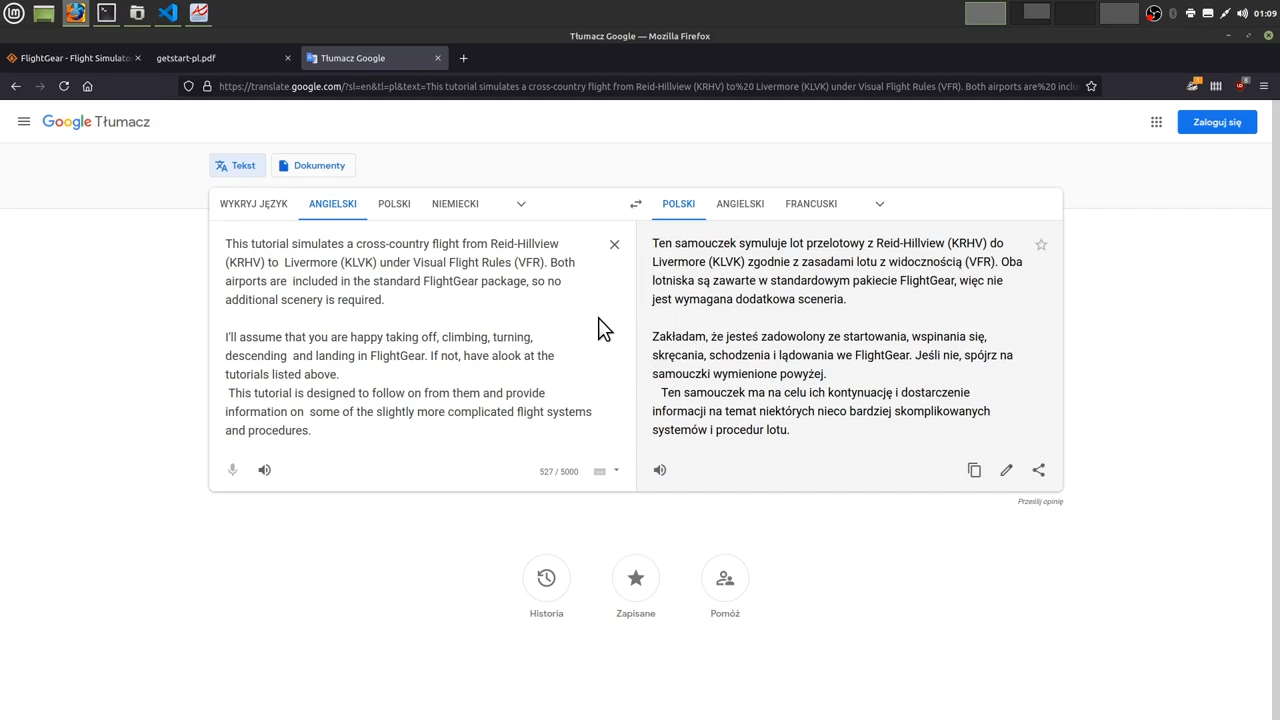 01:09
Tłumacz Google — Mozilla Firefox
FlightGear - Flight Simulato
getstart-pl.pdf
Tłumacz Google
https://translate.google.com/?sl=en&tl=pl&text=This tutorial simulates a cross-country flight from Reid-Hillview (KRHV) to%20 Livermore (KLVK) under Visual Flight Rules (VFR). Both airports are%20 inclu
1
8
Google Tłumacz
Zaloguj się
Tekst
Dokumenty
WYKRYJ JĘZYK
ANGIELSKI
POLSKI
NIEMIECKI
POLSKI
ANGIELSKI
FRANCUSKI
This tutorial simulates a cross-country flight from Reid-Hillview
(KRHV) to  Livermore (KLVK) under Visual Flight Rules (VFR). Both
airports are  included in the standard FlightGear package, so no
additional scenery is required.
I'll assume that you are happy taking off, climbing, turning,
descending  and landing in FlightGear. If not, have alook at the
tutorials listed above.
This tutorial is designed to follow on from them and provide
information on  some of the slightly more complicated flight systems
and procedures.
527 / 5000
Ten samouczek symuluje lot przelotowy z Reid-Hillview (KRHV) do
Livermore (KLVK) zgodnie z zasadami lotu z widocznością (VFR). Oba
lotniska są zawarte w standardowym pakiecie FlightGear, więc nie
jest wymagana dodatkowa sceneria.
Zakładam, że jesteś zadowolony ze startowania, wspinania się,
skręcania, schodzenia i lądowania we FlightGear. Jeśli nie, spójrz na
samouczki wymienione powyżej.
Ten samouczek ma na celu ich kontynuację i dostarczenie
informacji na temat niektórych nieco bardziej skomplikowanych
systemów i procedur lotu.
Prześlij opinię
Historia
Zapisane
Pomóż